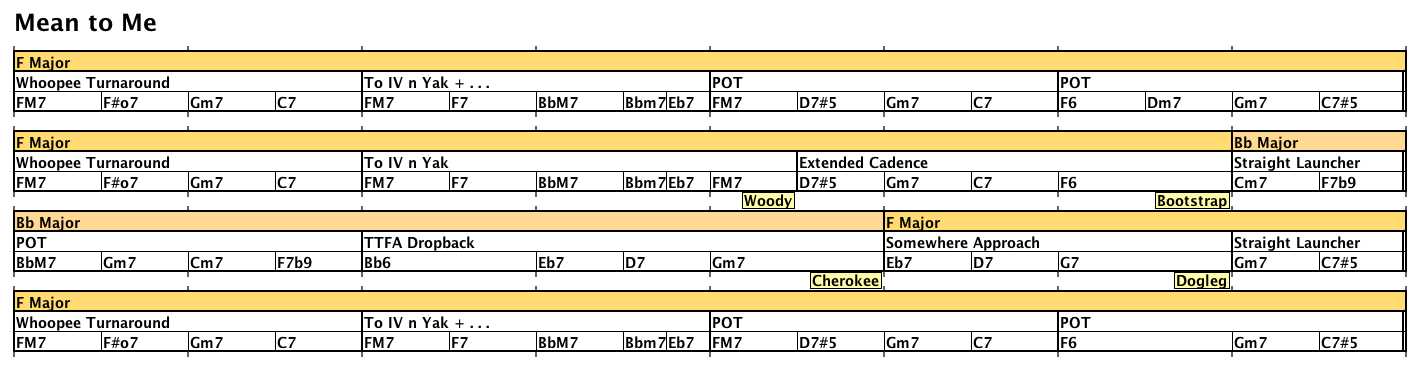 Mean to Me
F Major
Whoopee Turnaround To IV n Yak + . . . POT POT
FM7 F#o7 Gm7 C7 FM7 F7 BbM7 Bbm7 Eb7 FM7 D7#5 Gm7 C7 F6 Dm7 Gm7 C7#5
F Major Bb Major
Whoopee Turnaround To IV n Yak Extended Cadence Straight Launcher
FM7 F#o7 Gm7 C7 FM7 F7 BbM7 Bbm7 Eb7 FM7 D7#5 Gm7 C7 F6 Cm7 F7b9
Woody Bootstrap
Bb Major F Major
POT TTFA Dropback Somewhere Approach Straight Launcher
BbM7 Gm7 Cm7 F7b9 Bb6 Eb7 D7 Gm7 Eb7 D7 G7 Gm7 C7#5
Cherokee Dogleg
F Major
Whoopee Turnaround To IV n Yak + . . . POT POT
FM7 F#o7 Gm7 C7 FM7 F7 BbM7 Bbm7 Eb7 FM7 D7#5 Gm7 C7 F6 Gm7 C7#5